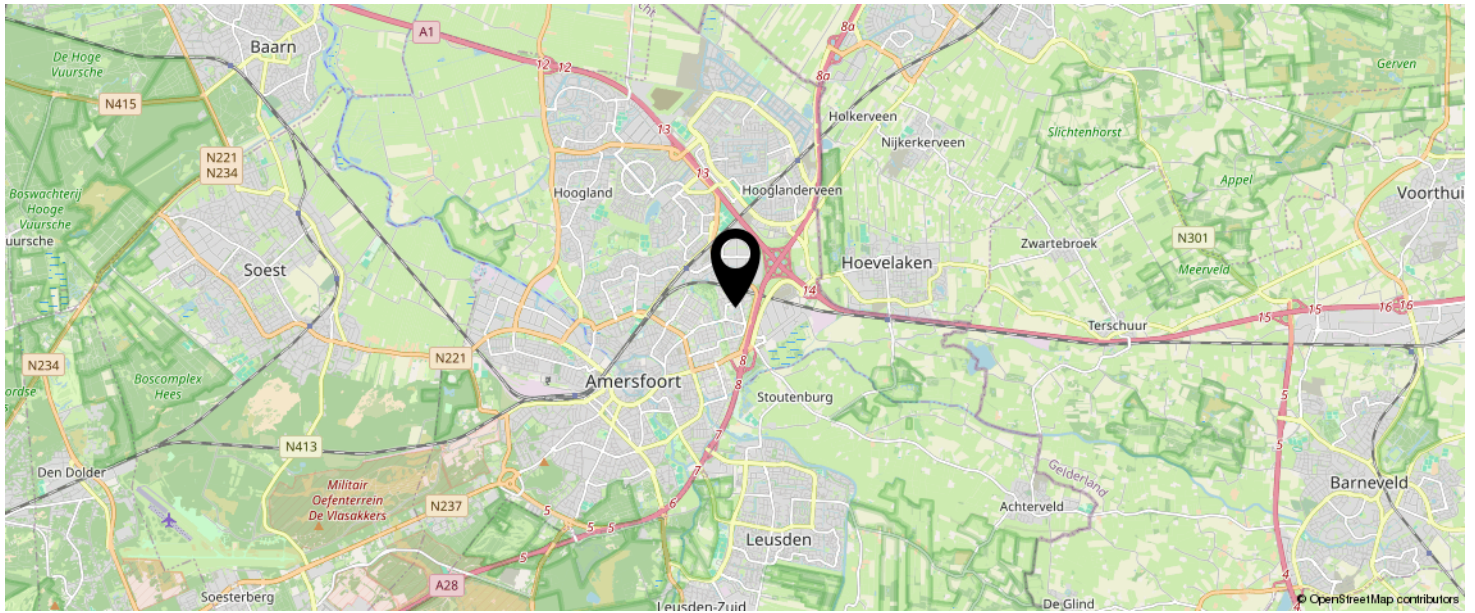 A1
8a
Baarn
De Hoge
Vuursche
12
12
8a
Gerven
N415
Holkerveen
13
Slichtenhorst
Nijkerkerveen
N221
N234
13
Appel
Boswachterij
Hooge
Vuursche
Hoogland
Hooglanderveen
Voorthui
uursche
N301
Zwartebroek
Soest
Hoevelaken
Meerveld
14
15
15
16
16
Terschuur
N234
N221
8
Boscomplex
Hees
Amersfoort
8
oordse
s
Stoutenburg
5
N413
7
5
Den Dolder
7
Gelderland
Militair
Oefenterrein
De Vlasakkers
Barneveld
N237
6
5
5
5
Achterveld
Leusden
5
A28
4
Soesterberg
Leusden-Zuid
De Glind
© OpenStreetMap contributors